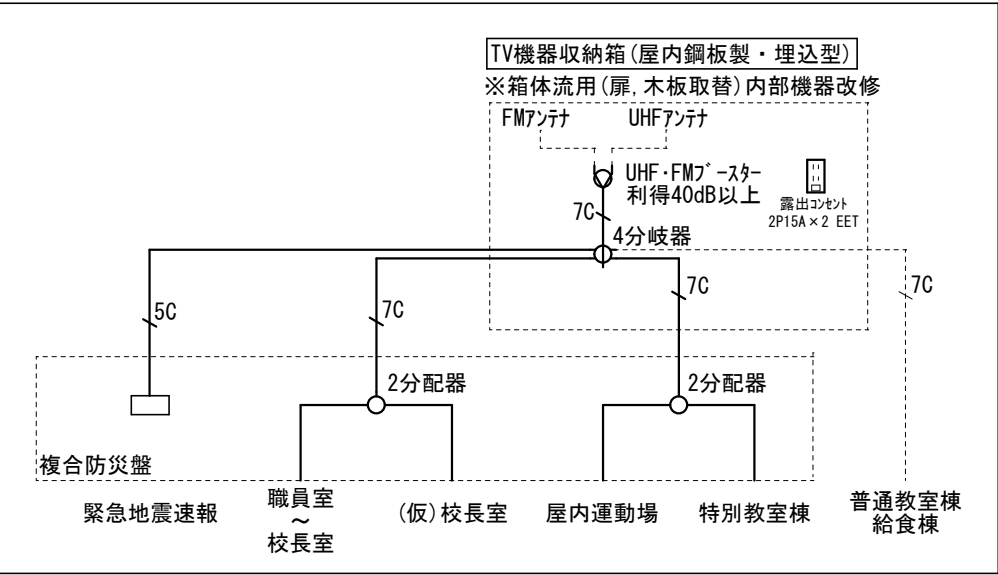 TV機器収納箱(屋内鋼板製・埋込型)
※箱体流用(扉,木板取替)内部機器改修
FMｱﾝﾃﾅ
UHFｱﾝﾃﾅ
UHF･FMﾌﾞｰｽﾀｰ
利得40dB以上
露出ｺﾝｾﾝﾄ
2P15A×2 EET
7C
4分岐器
5C
7C
7C
7C
2分配器
2分配器
複合防災盤
緊急地震速報
職員室
～
校長室
(仮)校長室
屋内運動場
特別教室棟
普通教室棟
給食棟